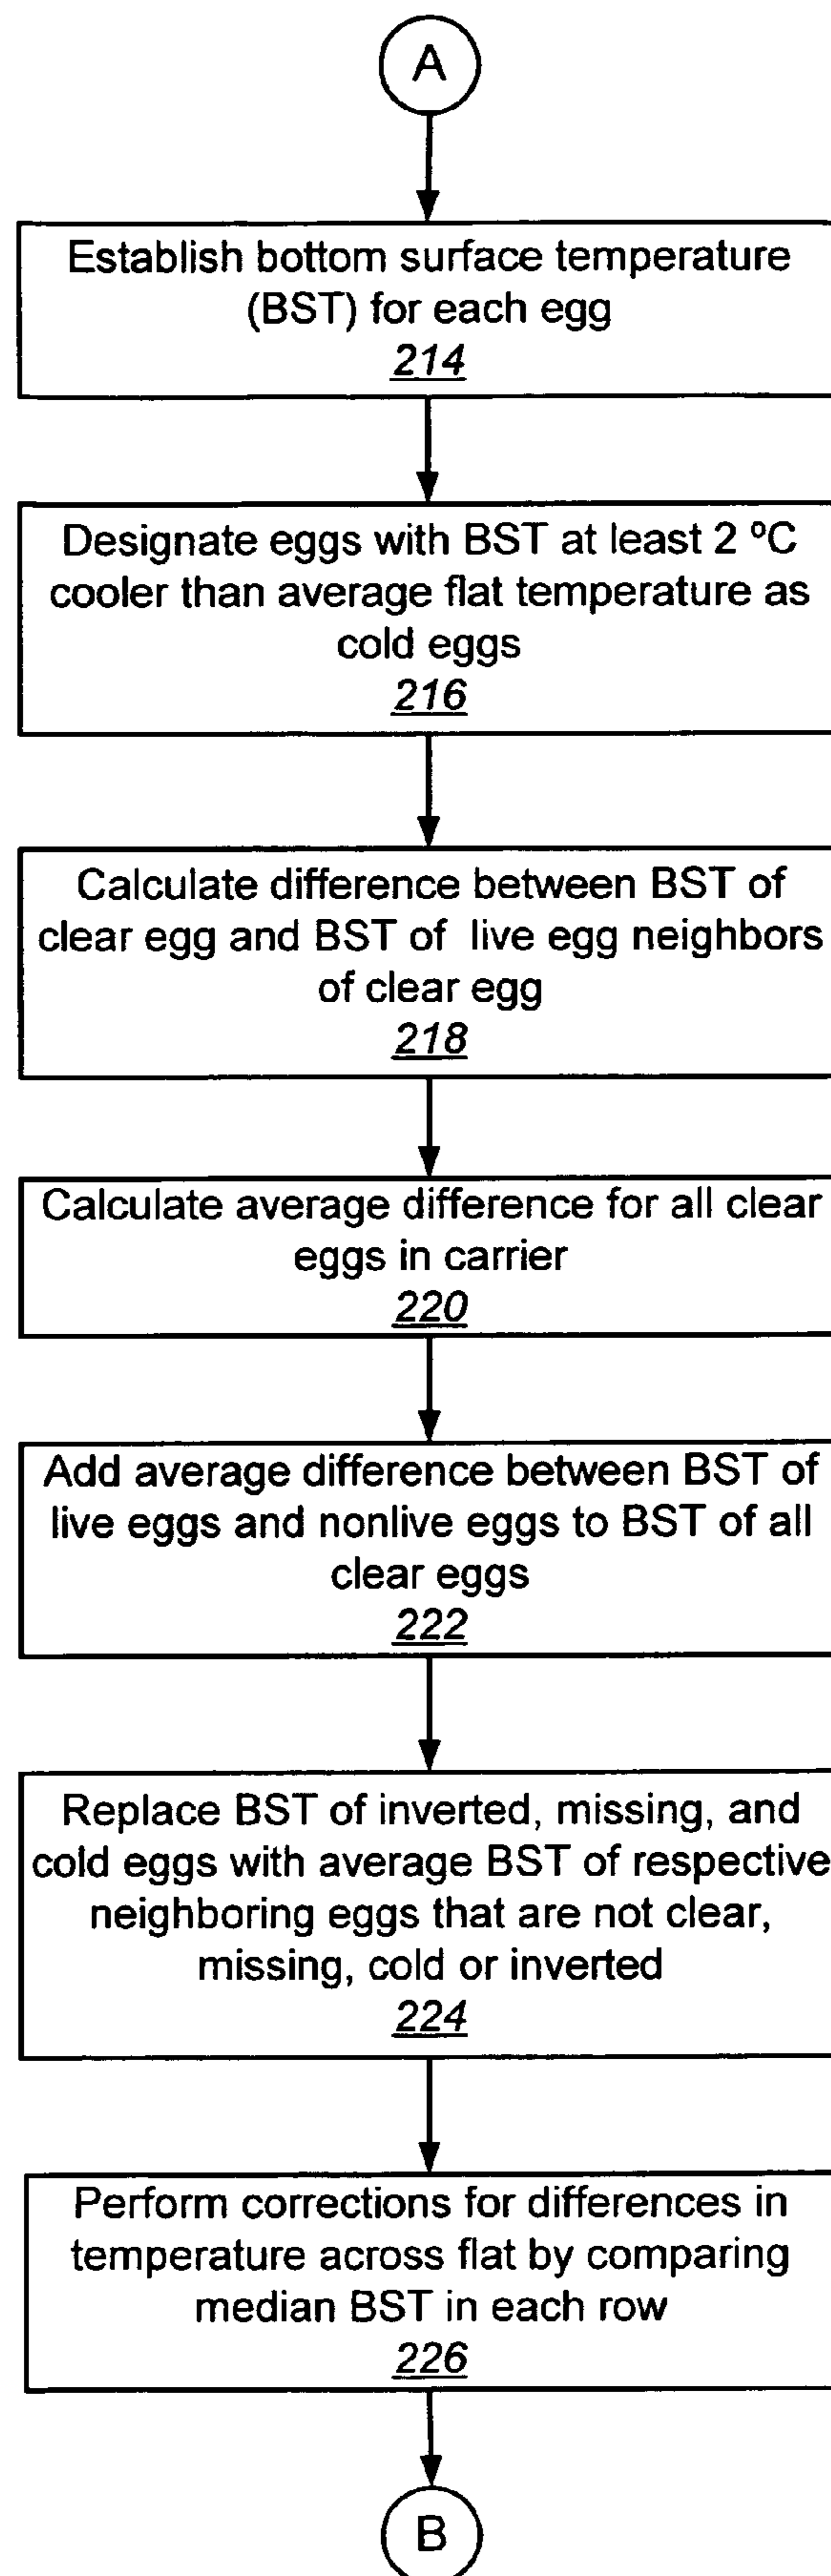 A
Establish bottom surface temperature
(BST) for each egg
214
Designate eggs with BST at least 2 ºC
cooler than average flat temperature as
cold eggs
216
Calculate difference between BST of
clear egg and BST of live egg neighbors
of clear egg
218
Calculate average difference for all clear
eggs in carrier
220
Add average difference between BST of
live eggs and nonlive eggs to BST of all
clear eggs
222
Replace BST of inverted, missing, and
cold eggs with average BST of respective
neighboring eggs that are not clear,
missing, cold or inverted
224
Perform corrections for differences in
temperature across flat by comparing
median BST in each row
226
B